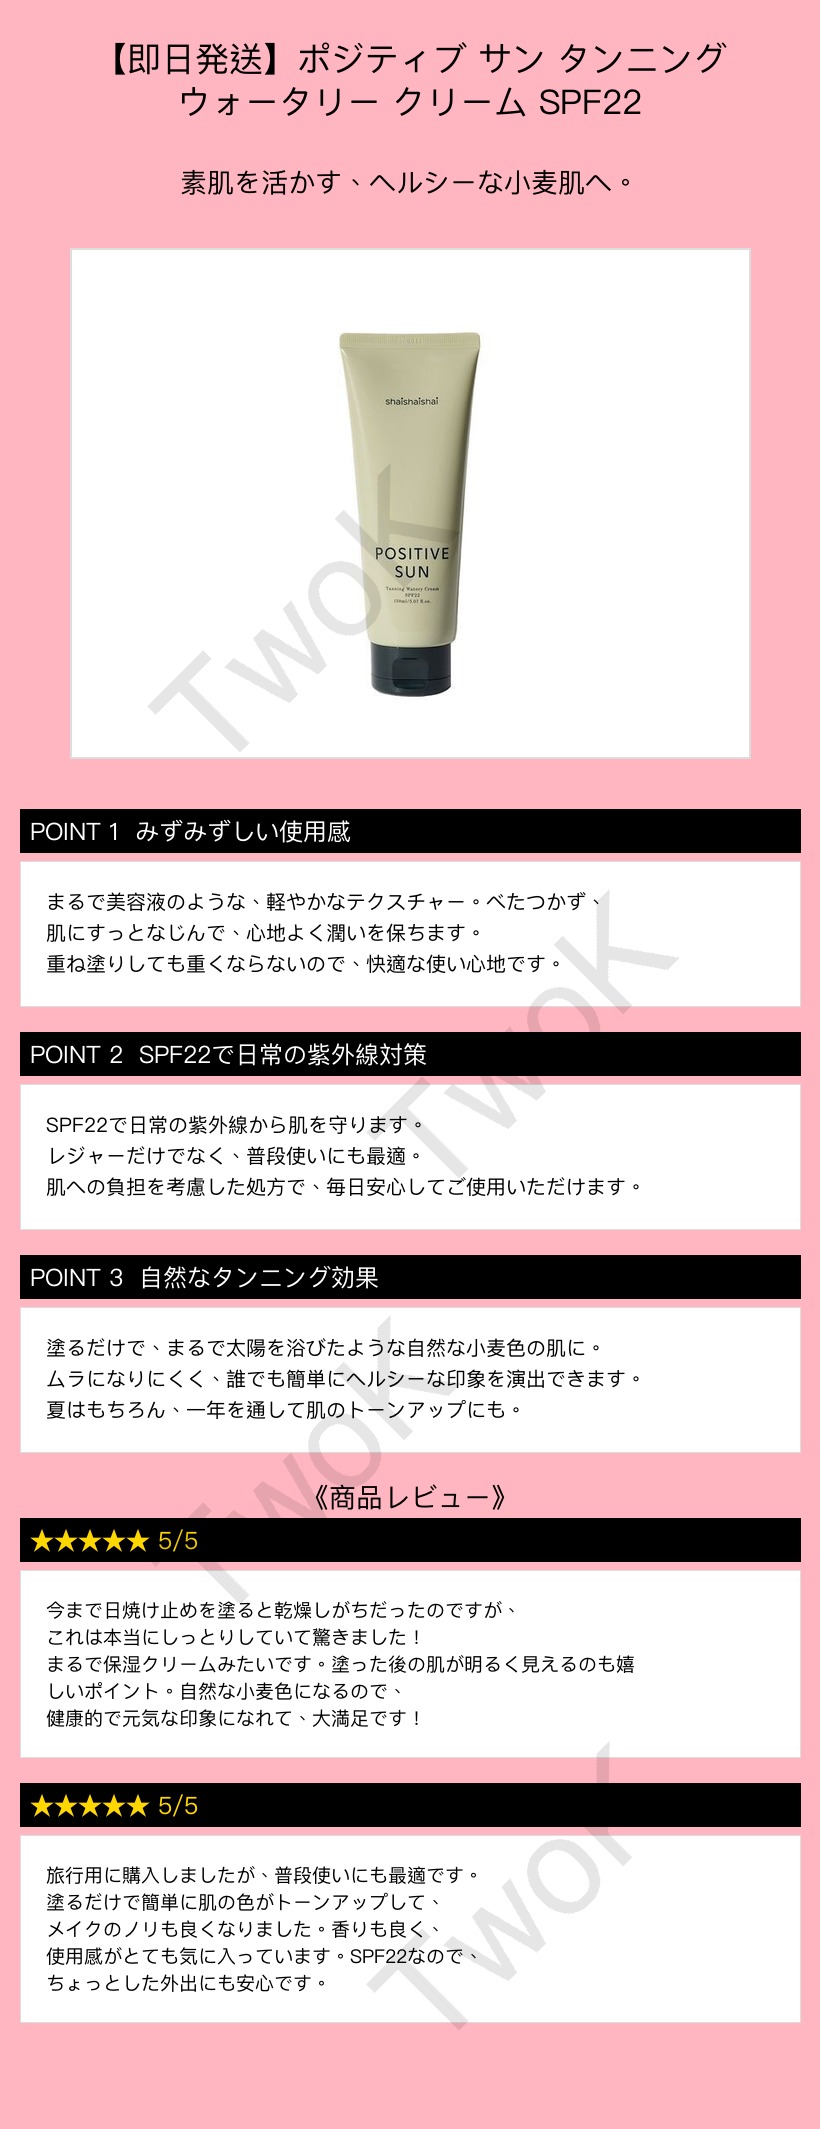 【即日発送】ポジティブ サン タンニング
ウォータリー クリーム SPF22
素肌を活かす、ヘルシーな小麦肌へ。
shaishaishai
POSITIVE
SUN
Tanning Watery Cream
SPF22
150ml/5.07 fl.oz.
TwoK
POINT 1 みずみずしい使用感
まるで美容液のような、軽やかなテクスチャー。べたつかず、
肌にすっとなじんで、心地よく潤いを保ちます。
重ね塗りしても重くならないので、快適な使い心地です。
TwoK
POINT 2 SPF22で日常の紫外線対策
SPF22で日常の紫外線から肌を守ります。
レジャーだけでなく、普段使いにも最適。
肌への負担を考慮した処方で、毎日安心してご使用いただけます。
POINT 3 自然なタンニング効果
塗るだけで、まるで太陽を浴びたような自然な小麦色の肌に。
ムラになりにくく、誰でも簡単にヘルシーな印象を演出できます。
夏はもちろん、一年を通して肌のトーンアップにも。
TwoK
《商品レビュー》
★★★★★ 5/5
今まで日焼け止めを塗ると乾燥しがちだったのですが、
これは本当にしっとりしていて驚きました！
まるで保湿クリームみたいです。塗った後の肌が明るく見えるのも嬉
しいポイント。自然な小麦色になるので、
健康的で元気な印象になれて、大満足です！
★★★★★ 5/5
旅行用に購入しましたが、普段使いにも最適です。
塗るだけで簡単に肌の色がトーンアップして、
メイクのノリも良くなりました。香りも良く、
使用感がとても気に入っています。SPF22なので、
ちょっとした外出にも安心です。
TwoK